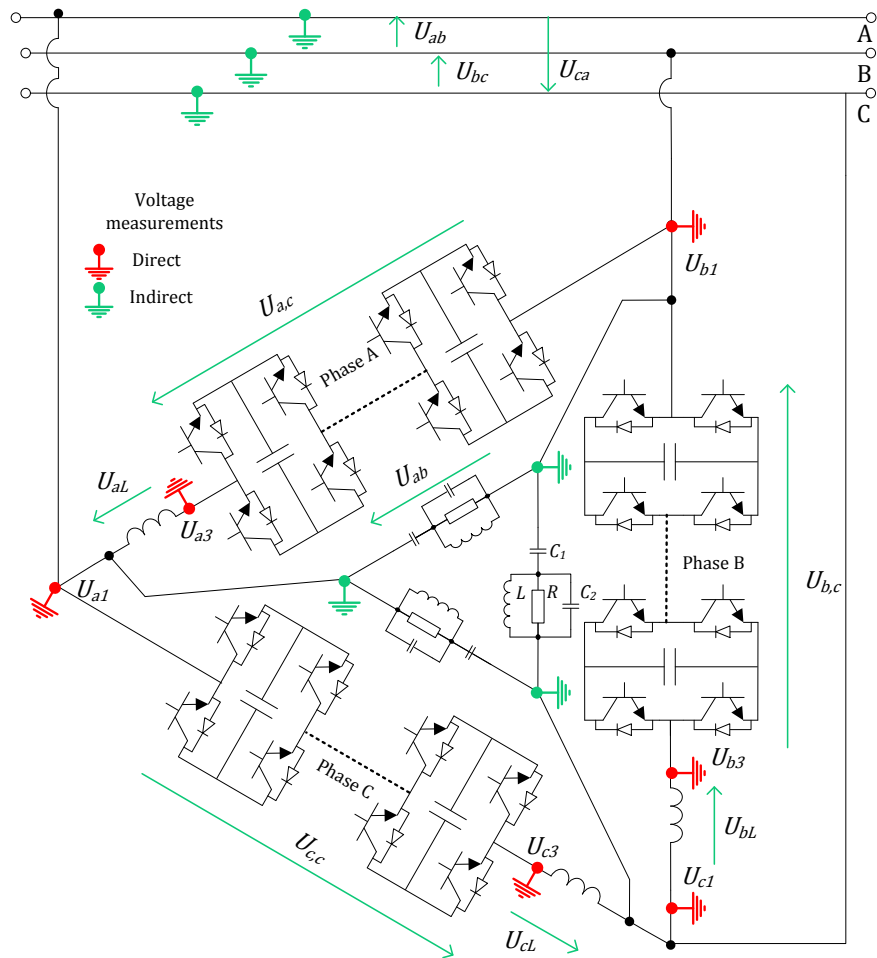 A
U_ab
B
U_bc
U_ca
C
Voltage
measurements
Direct
Indirect
U_b1
U_a,c
Phase A
U_ab
U_aL
U_a3
C_1
L
R
C_2
Phase B
U_b,c
U_a1
Phase C
U_b3
U_bL
U_c,c
U_c3
U_c1
U_cL